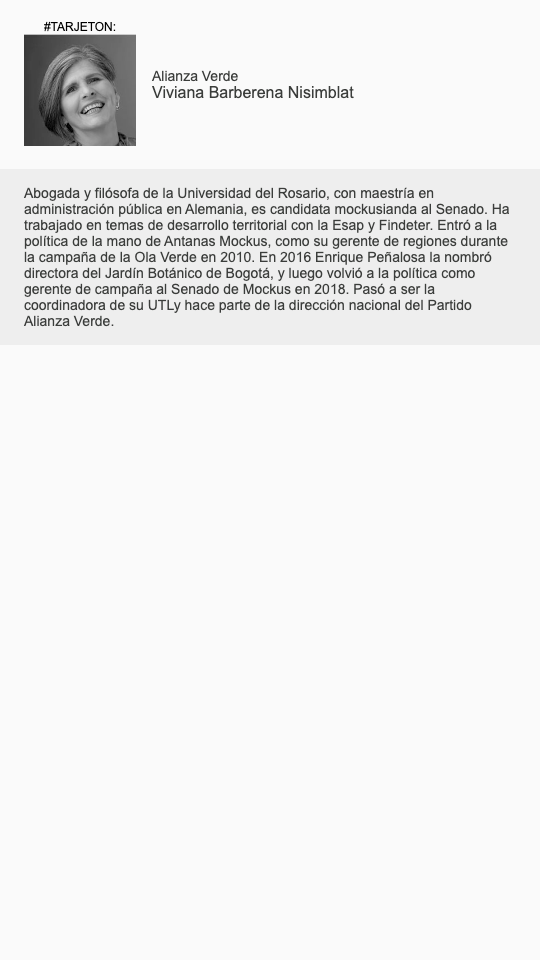 #TARJETON:
Alianza Verde
Viviana Barberena Nisimblat
Abogada y filósofa de la Universidad del Rosario, con maestría en
administración pública en Alemania, es candidata mockusianda al Senado. Ha
trabajado en temas de desarrollo territorial con la Esap y Findeter. Entró a la
política de la mano de Antanas Mockus, como su gerente de regiones durante
la campaña de la Ola Verde en 2010. En 2016 Enrique Peñalosa la nombró
directora del Jardín Botánico de Bogotá, y luego volvió a la política como
gerente de campaña al Senado de Mockus en 2018. Pasó a ser la
coordinadora de su UTLy hace parte de la dirección nacional del Partido
Alianza Verde.